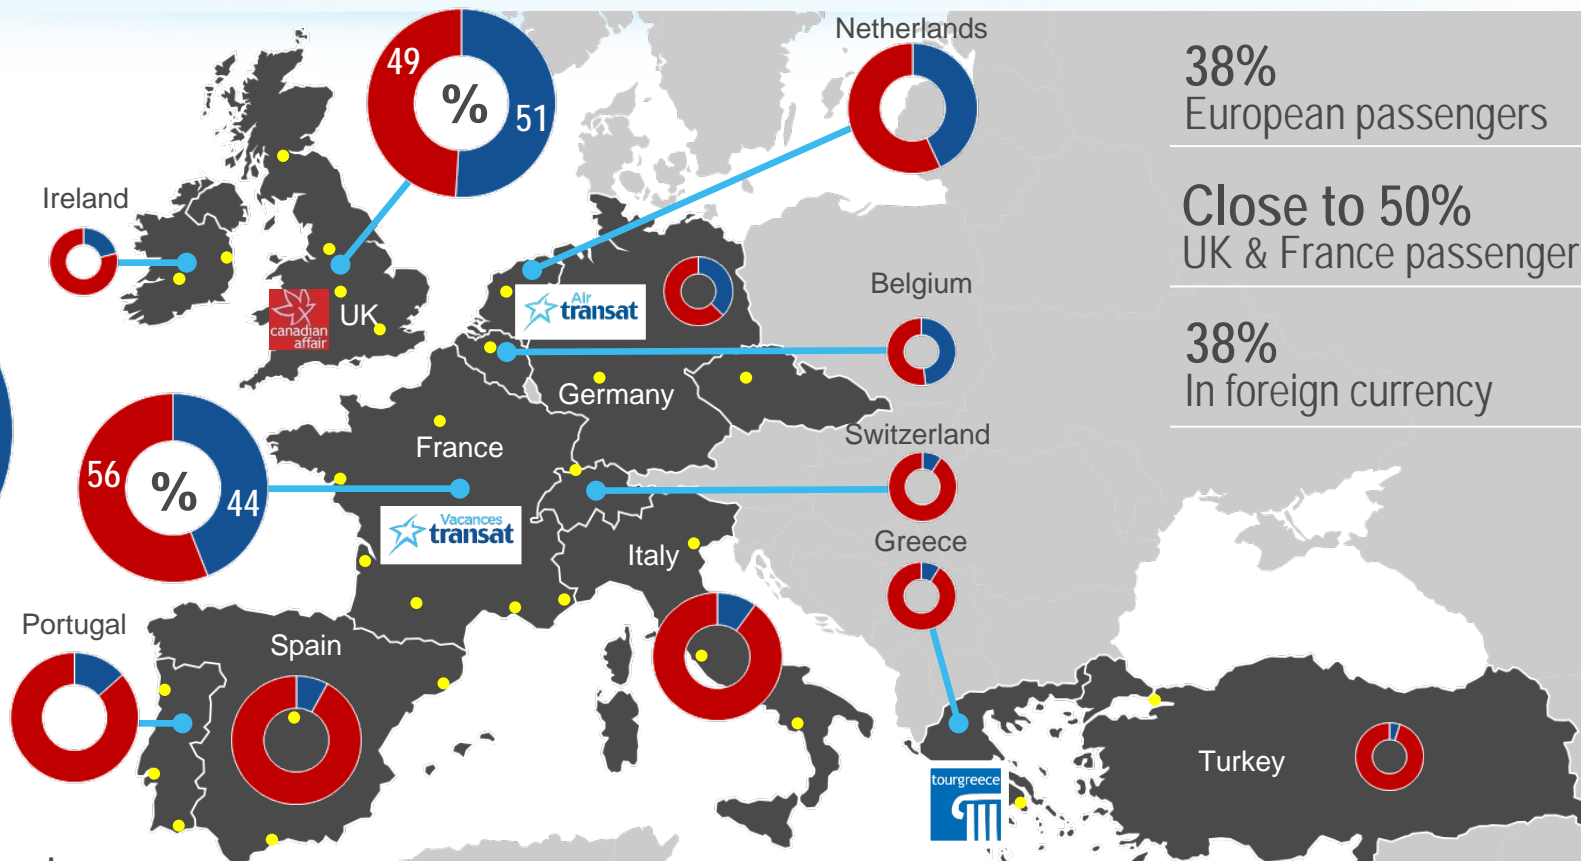 Netherlands
38%
European passengers
49
%
51
Close to 50%
UK & France passenger
Ireland
Belgium
Air
transat
canadian
affair
UK
38%
In foreign currency
Germany
Switzerland
France
56
%
44
Vacances
transat
Italy
Greece
Portugal
Spain
Turkey
tourgreece